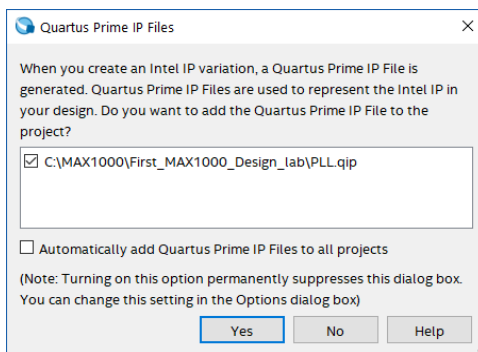 Quartus Prime IP Files
When you create an Intel IP variation, a Quartus Prime IP File is
generated. Quartus Prime IP Files are used to represent the Intel IP in
your design. Do you want to add the Quartus Prime IP File to the
project?
C:\MAX1000\First_MAX1000_Design_lab\PLL.qip
Automatically add Quartus Prime IP Files to all projects
(Note: Turning on this option permanently suppresses this dialog box.
You can change this setting in the Options dialog box)
Yes No Help